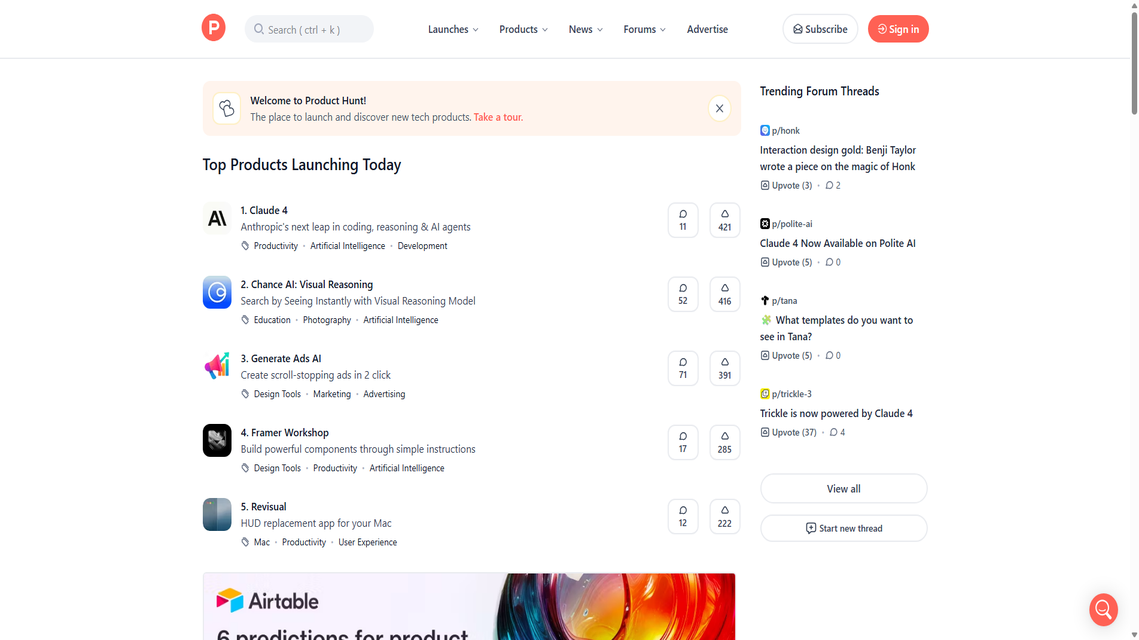 P
Search ( ctrl + k )
Launches
Products
News
Forums
Advertise
Subscribe
Sign in
Welcome to Product Hunt!
The place to launch and discover new tech products. Take a tour.
Top Products Launching Today
AI
1. Claude 4
Anthropic's next leap in coding, reasoning & AI agents
Productivity • Artificial Intelligence • Development
11
421
2. Chance AI: Visual Reasoning
Search by Seeing Instantly with Visual Reasoning Model
Education • Photography • Artificial Intelligence
52
416
3. Generate Ads AI
Create scroll-stopping ads in 2 click
Design Tools • Marketing • Advertising
71
391
4. Framer Workshop
Build powerful components through simple instructions
Design Tools • Productivity • Artificial Intelligence
17
285
5. Revisual
HUD replacement app for your Mac
Mac • Productivity • User Experience
12
222
Airtable
6 predictions for product
Trending Forum Threads
p/honk
Interaction design gold: Benji Taylor
wrote a piece on the magic of Honk
Upvote (3) • 2
p/polite-ai
Claude 4 Now Available on Polite AI
Upvote (5) • 0
p/tana
What templates do you want to
see in Tana?
Upvote (5) • 0
p/trickle-3
Trickle is now powered by Claude 4
Upvote (37) • 4
View all
Start new thread